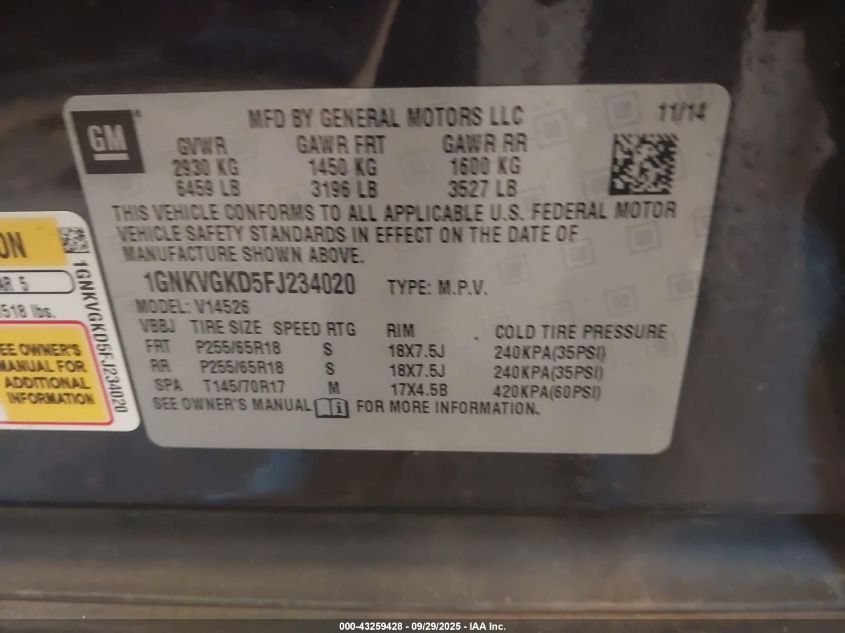 GM
MFD BY GENERAL MOTORS LLC 11/14
GVWR GAWR FRT GAWR RR
2930 KG 1450 KG 1600 KG
6459 LB 3196 LB 3527 LB
THIS VEHICLE CONFORMS TO ALL APPLICABLE U.S. FEDERAL MOTOR
VEHICLE SAFETY STANDARDS IN EFFECT ON THE DATE OF
MANUFACTURE SHOWN ABOVE.
1GNKVGKD5FJ234020 TYPE: M.P.V.
MODEL: V14526
VBBJ TIRE SIZE SPEED RTG RIM COLD TIRE PRESSURE
FRT P255/65R18 S 18X7.5J 240KPA(35PSI)
RR P255/65R18 S 18X7.5J 240KPA(35PSI)
SPA T145/70R17 M 17X4.5B 420KPA(60PSI)
SEE OWNER'S MANUAL FOR MORE INFORMATION.
ON
AR 5
518 lbs.
EE OWNER'S
MANUAL FOR
ADDITIONAL
INFORMATION
1GNKVGKD5FJ234020
000-43259428 - 09/29/2025 - IAA Inc.